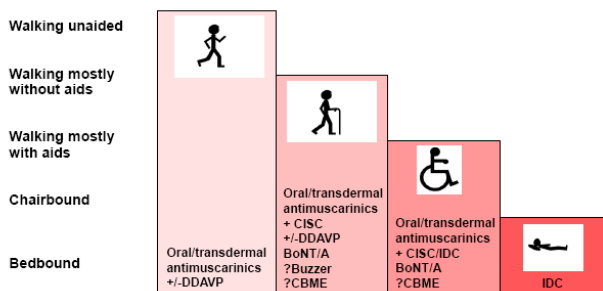 Walking unaided
Walking mostly
without aids
Walking mostly
with aids
Chairbound
Bedbound
Oral/transdermal
antimuscarinics
+/-DDAVP
Oral/transdermal
antimuscarinics
+ CISC
+/-DDAVP
BoNT/A
?Buzzer
?CBME
Oral/transdermal
antimuscarinics
+ CISC/IDC
BoNT/A
?CBME
IDC